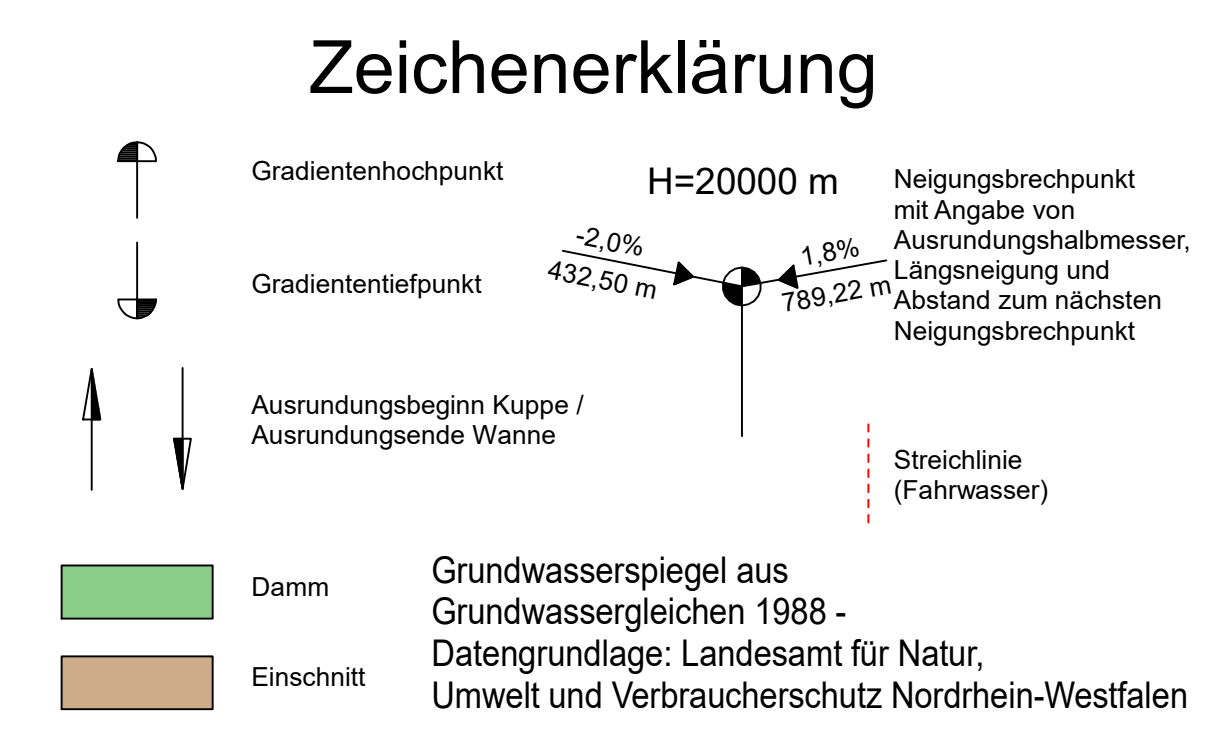 Zeichenerklärung
Gradientenhochpunkt
Gradiententiefpunkt
Ausrundungsbeginn Kuppe /
Ausrundungsende Wanne
H=20000 m
-2,0%
432,50 m
1,8%
789,22 m
Neigungsbrechpunkt
mit Angabe von
Ausrundungshalbmesser,
Längsneigung und
Abstand zum nächsten
Neigungsbrechpunkt
Streichlinie
(Fahrwasser)
Damm
Einschnitt
Grundwasserspiegel aus
Grundwassergleichen 1988 -
Datengrundlage: Landesamt für Natur,
Umwelt und Verbraucherschutz Nordrhein-Westfalen